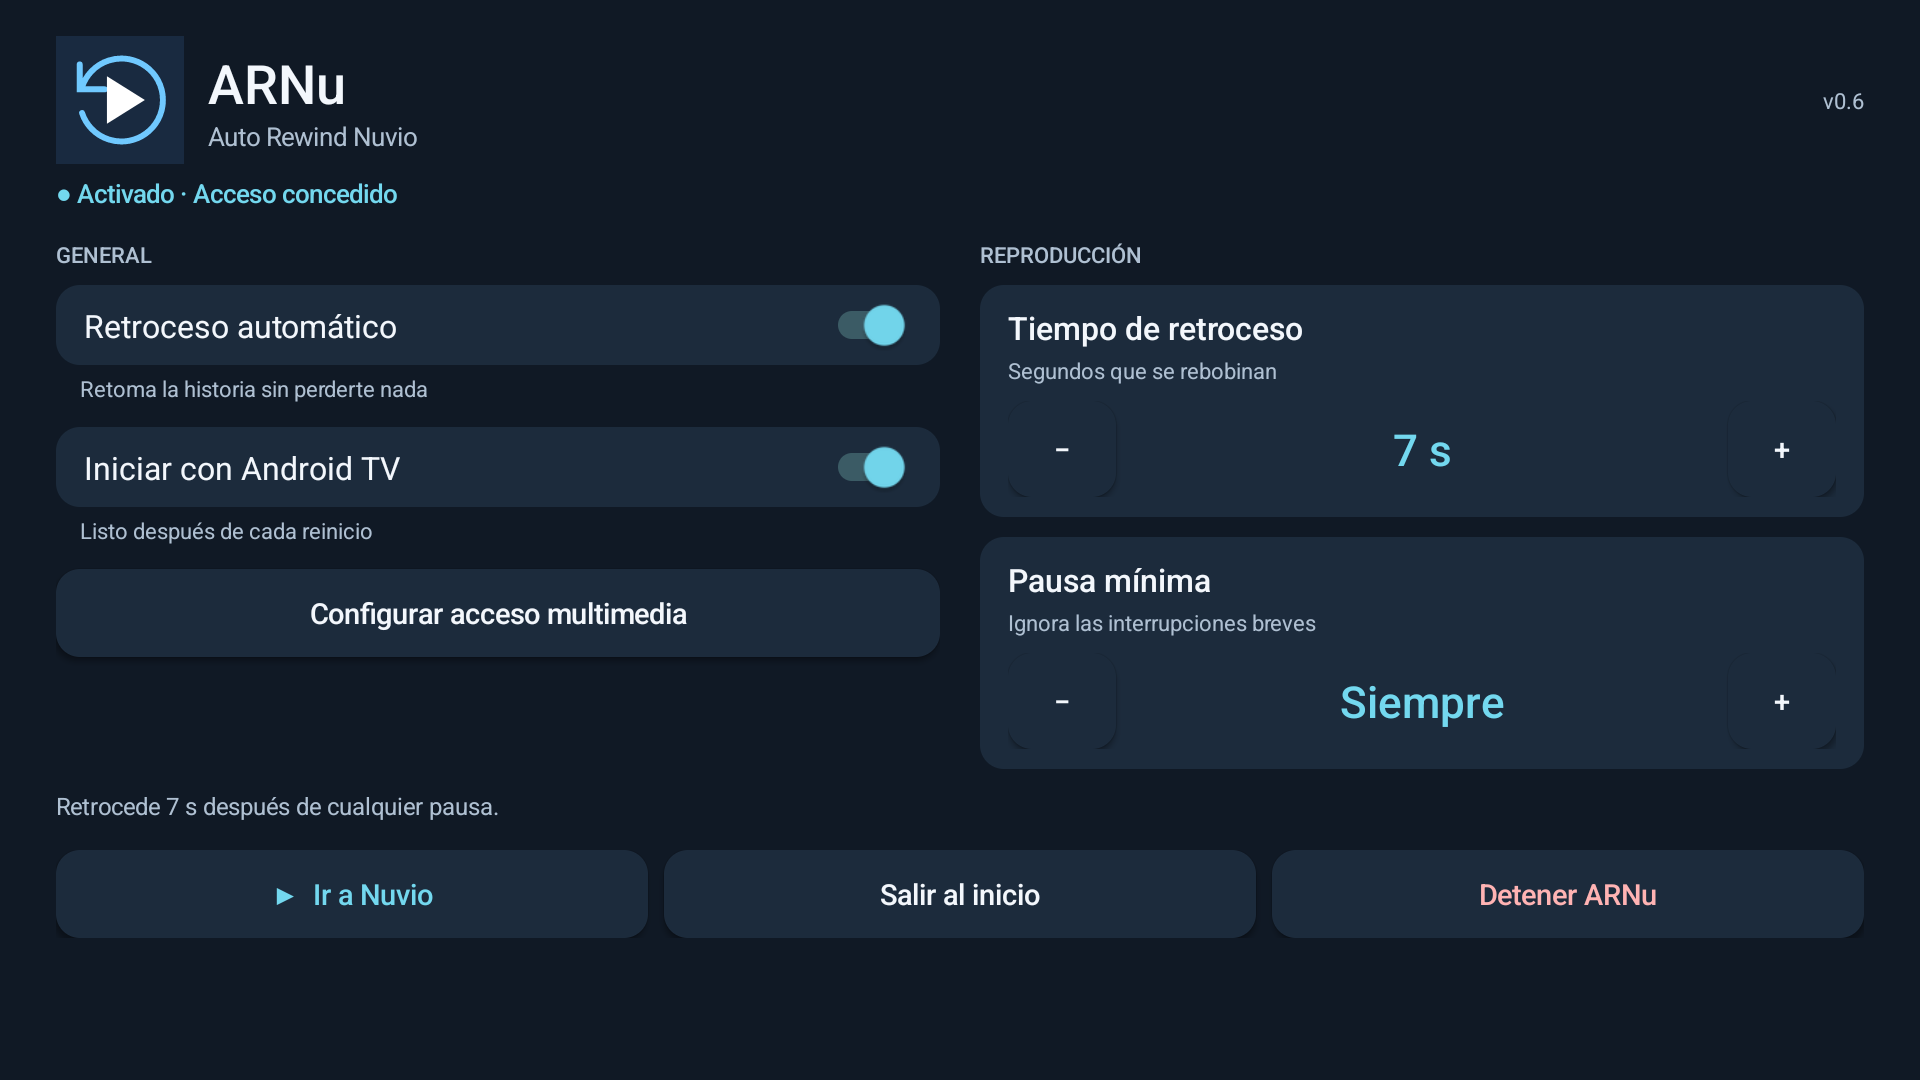 ARNu
Auto Rewind Nuvio
v0.6
● Activado · Acceso concedido
GENERAL
Retroceso automático
Retoma la historia sin perderte nada
Iniciar con Android TV
Listo después de cada reinicio
Configurar acceso multimedia
REPRODUCCIÓN
Tiempo de retroceso
Segundos que se rebobinan
− 7 s +
Pausa mínima
Ignora las interrupciones breves
− Siempre +
Retrocede 7 s después de cualquier pausa.
► Ir a Nuvio
Salir al inicio
Detener ARNu